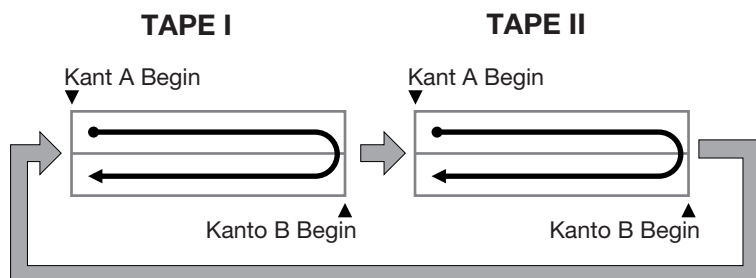 TAPE I
TAPE II
Kant A Begin
Kant A Begin
Kanto B Begin
Kanto B Begin